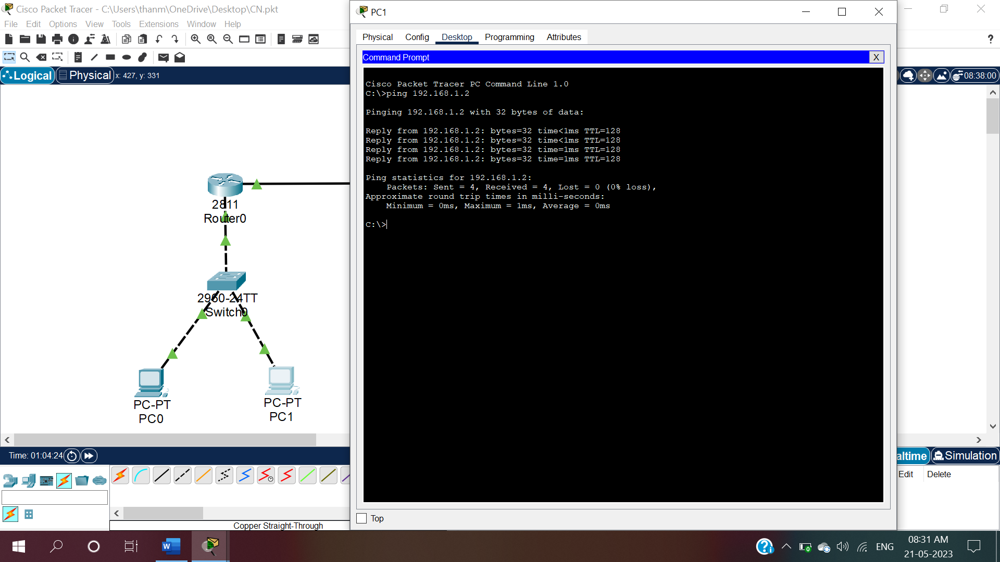 Cisco Packet Tracer - C:\Users\thanm\OneDrive\Desktop\CN.pkt
File Edit Options View Tools Extensions Window Help
Logical Physical x: 427, y: 331
08:38:00
2811
Router0
2960-24TT
Switch0
PC-PT
PC0
PC-PT
PC1
Time: 01:04:24
Copper Straight-Through
PC1
Physical Config Desktop Programming Attributes
Command Prompt X
Cisco Packet Tracer PC Command Line 1.0
C:\>ping 192.168.1.2
Pinging 192.168.1.2 with 32 bytes of data:
Reply from 192.168.1.2: bytes=32 time<1ms TTL=128
Reply from 192.168.1.2: bytes=32 time<1ms TTL=128
Reply from 192.168.1.2: bytes=32 time=1ms TTL=128
Reply from 192.168.1.2: bytes=32 time=1ms TTL=128
Ping statistics for 192.168.1.2:
Packets: Sent = 4, Received = 4, Lost = 0 (0% loss),
Approximate round trip times in milli-seconds:
Minimum = 0ms, Maximum = 1ms, Average = 0ms
C:\>
Top
?
altime Simulation
Edit Delete
W
ENG
08:31 AM
21-05-2023